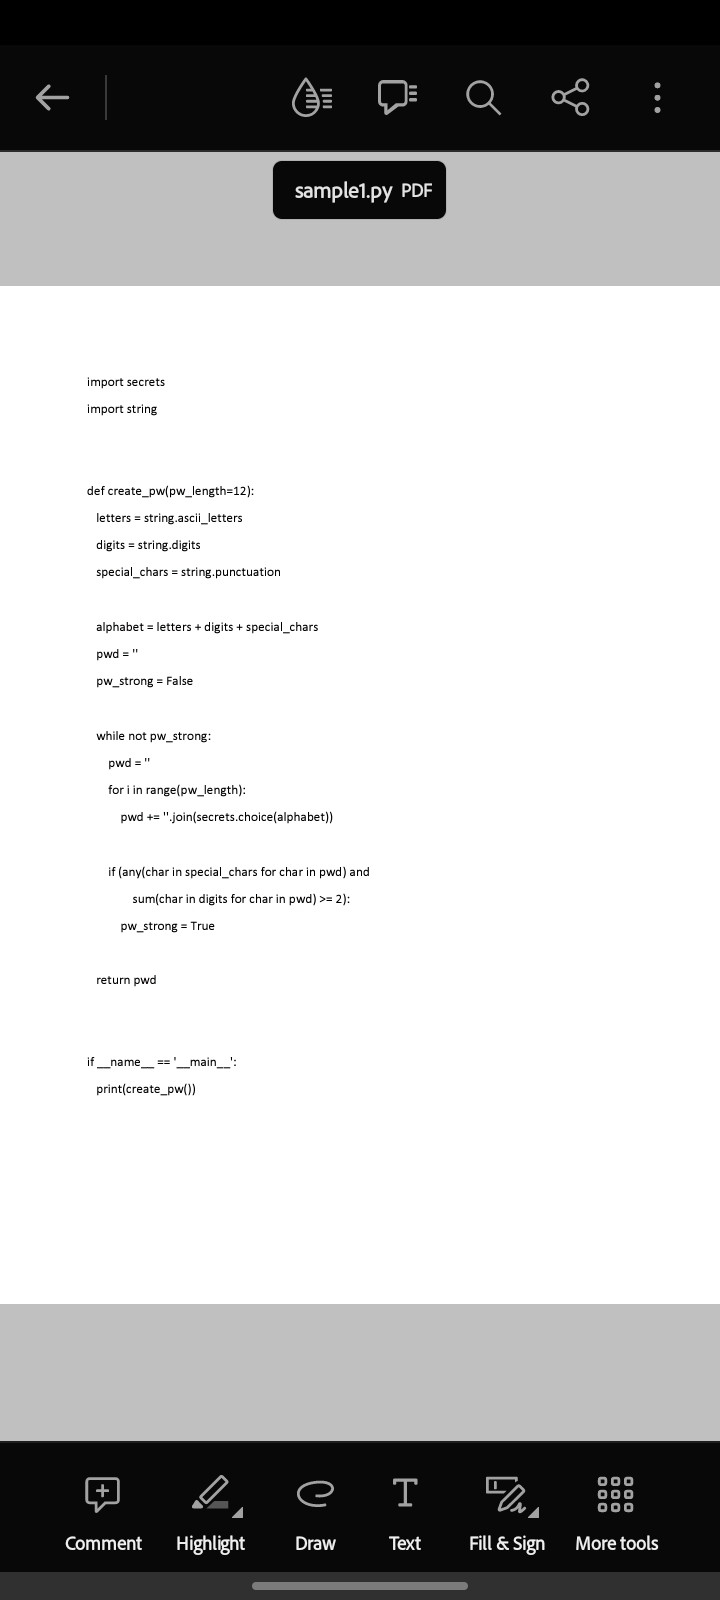 sample1.py PDF
import secrets
import string
def create_pw(pw_length=12):
letters = string.ascii_letters
digits = string.digits
special_chars = string.punctuation
alphabet = letters + digits + special_chars
pwd = ''
pw_strong = False
while not pw_strong:
pwd = ''
for i in range(pw_length):
pwd += ''.join(secrets.choice(alphabet))
if (any(char in special_chars for char in pwd) and
sum(char in digits for char in pwd) >= 2):
pw_strong = True
return pwd
if __name__ == '__main__':
print(create_pw())
Comment Highlight Draw Text Fill & Sign More tools